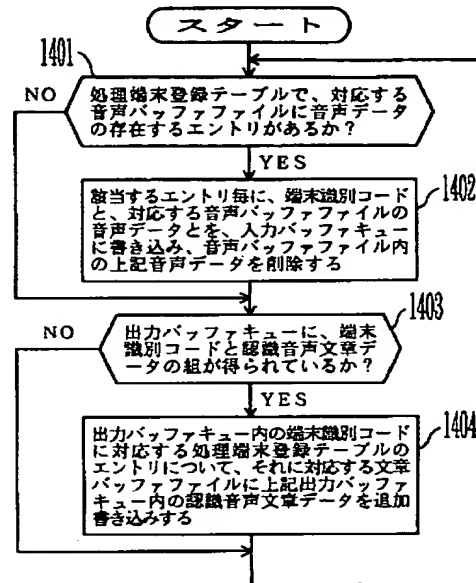 スタート
1401
NO
処理端末登録テーブルで、対応する
音声バッファファイルに音声データ
の存在するエントリがあるか?
YES
1402
該当するエントリ毎に、端末識別コード
と、対応する音声バッファファイルの
音声データとを、入力バッファキュー
に書き込み、音声バッファファイル内
の上記音声データを削除する
1403
NO
出力バッファキューに、端末
識別コードと認識音声文章デ
ータの組が得られているか?
YES
1404
出力バッファキュー内の端末識別コード
に対応する処理端末登録テーブルの
エントリについて、それに対応する文章
バッファファイルに上記出力バッファ
キュー内の認識音声文章データを追加
書き込みする